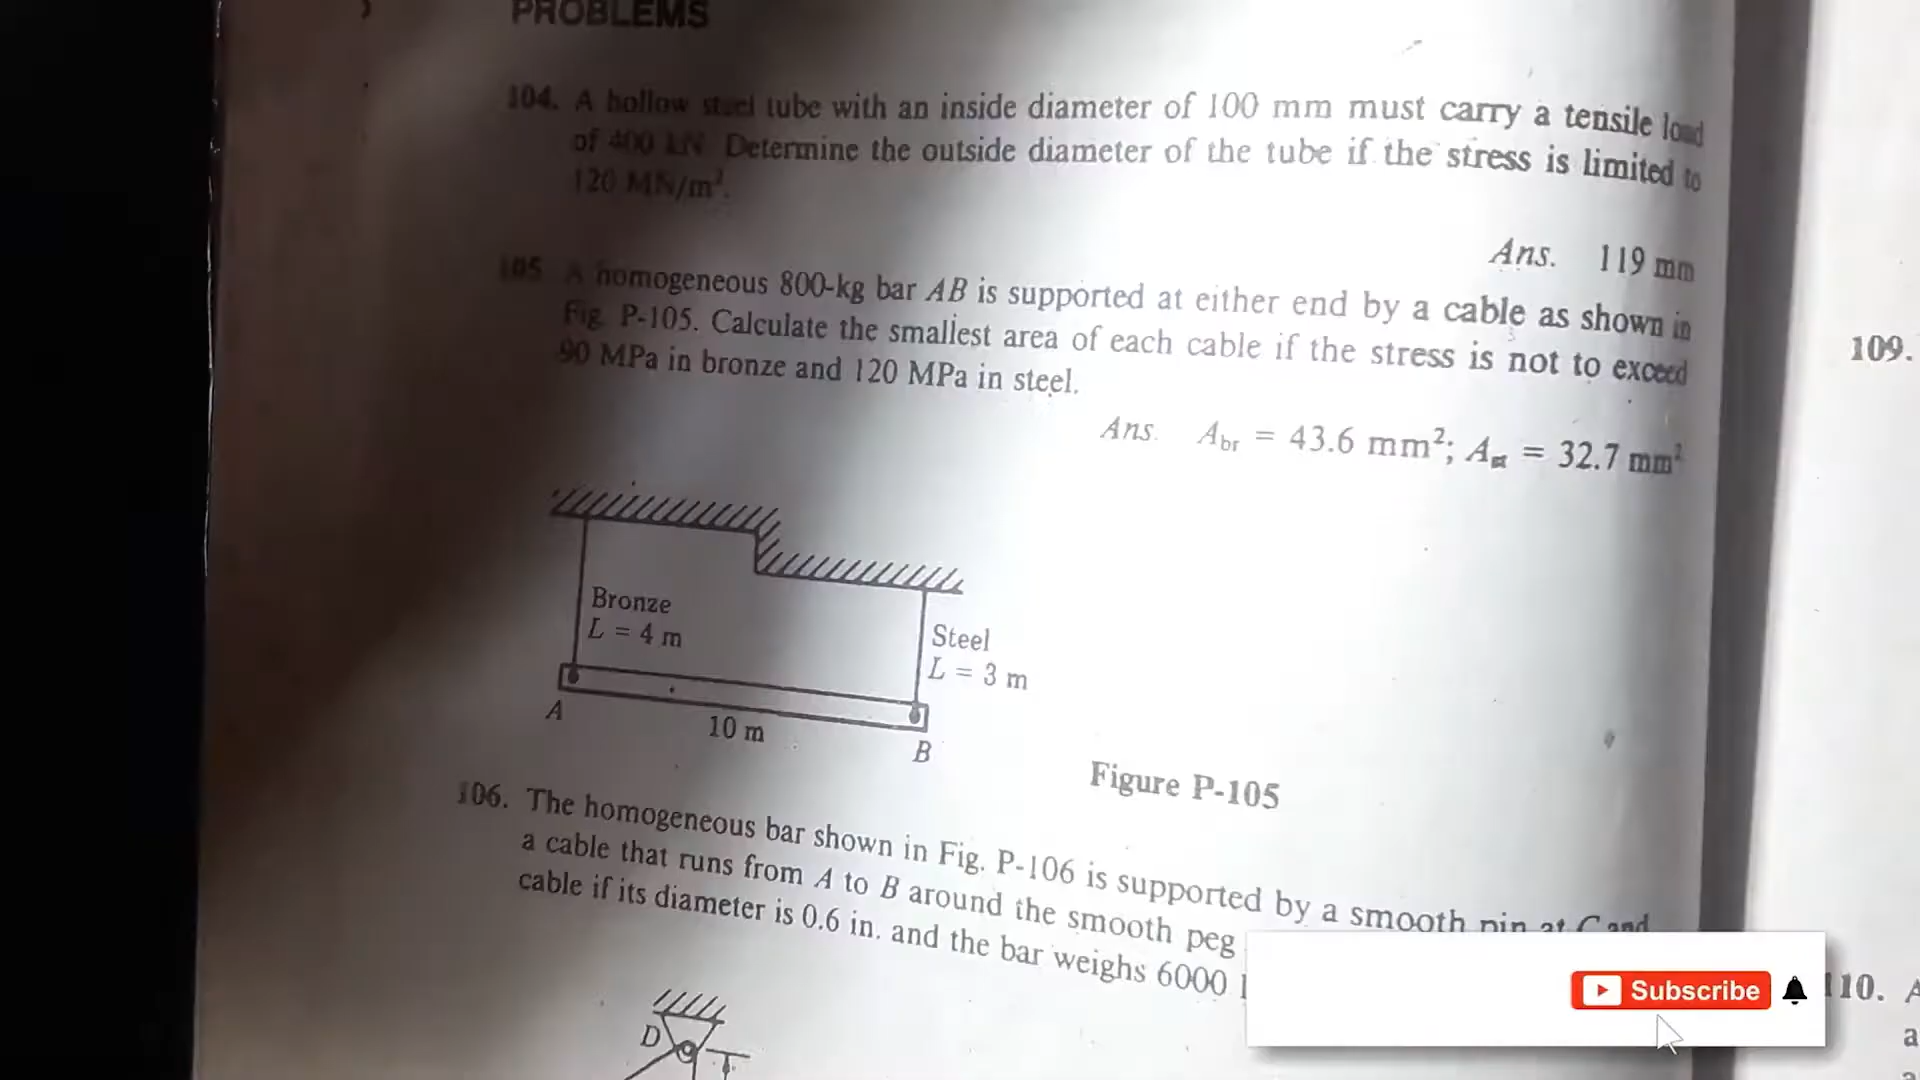 PROBLEMS
104. A hollow steel tube with an inside diameter of 100 mm must carry a tensile load
of 400 kN. Determine the outside diameter of the tube if the stress is limited to
120 MN/m².
Ans. 119 mm
105. A homogeneous 800-kg bar AB is supported at either end by a cable as shown in
Fig. P-105. Calculate the smallest area of each cable if the stress is not to exceed
90 MPa in bronze and 120 MPa in steel.
Ans. A_br = 43.6 mm²; A_st = 32.7 mm²
Bronze
L = 4 m
Steel
L = 3 m
A
10 m
B
Figure P-105
106. The homogeneous bar shown in Fig. P-106 is supported by a smooth pin at C and
a cable that runs from A to B around the smooth peg
cable if its diameter is 0.6 in. and the bar weighs 6000
D
109.
110. A
a
Subscribe